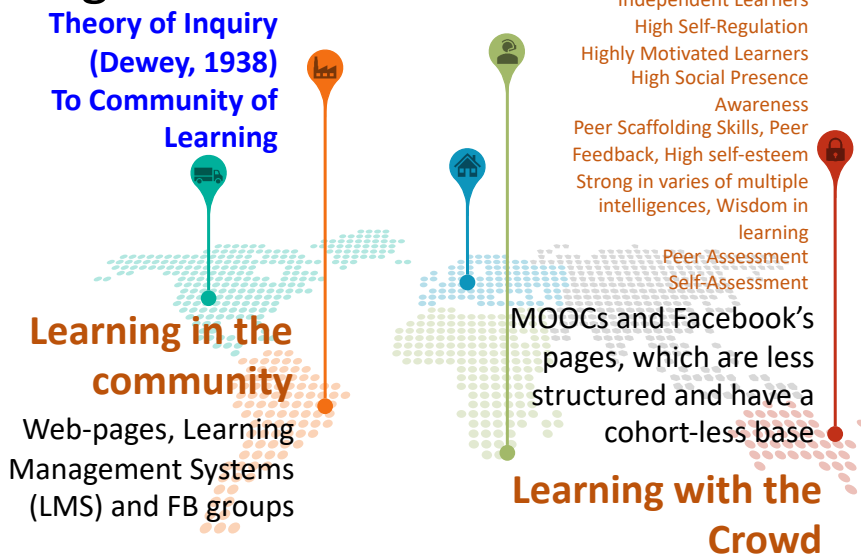 Theory of Inquiry
(Dewey, 1938)
To Community of
Learning
Learning in the
community
Web-pages, Learning
Management Systems
(LMS) and FB groups
Independent Learners
High Self-Regulation
Highly Motivated Learners
High Social Presence
Awareness
Peer Scaffolding Skills, Peer
Feedback, High self-esteem
Strong in varies of multiple
intelligences, Wisdom in
learning
Peer Assessment
Self-Assessment
MOOCs and Facebook’s
pages, which are less
structured and have a
cohort-less base
Learning with the
Crowd